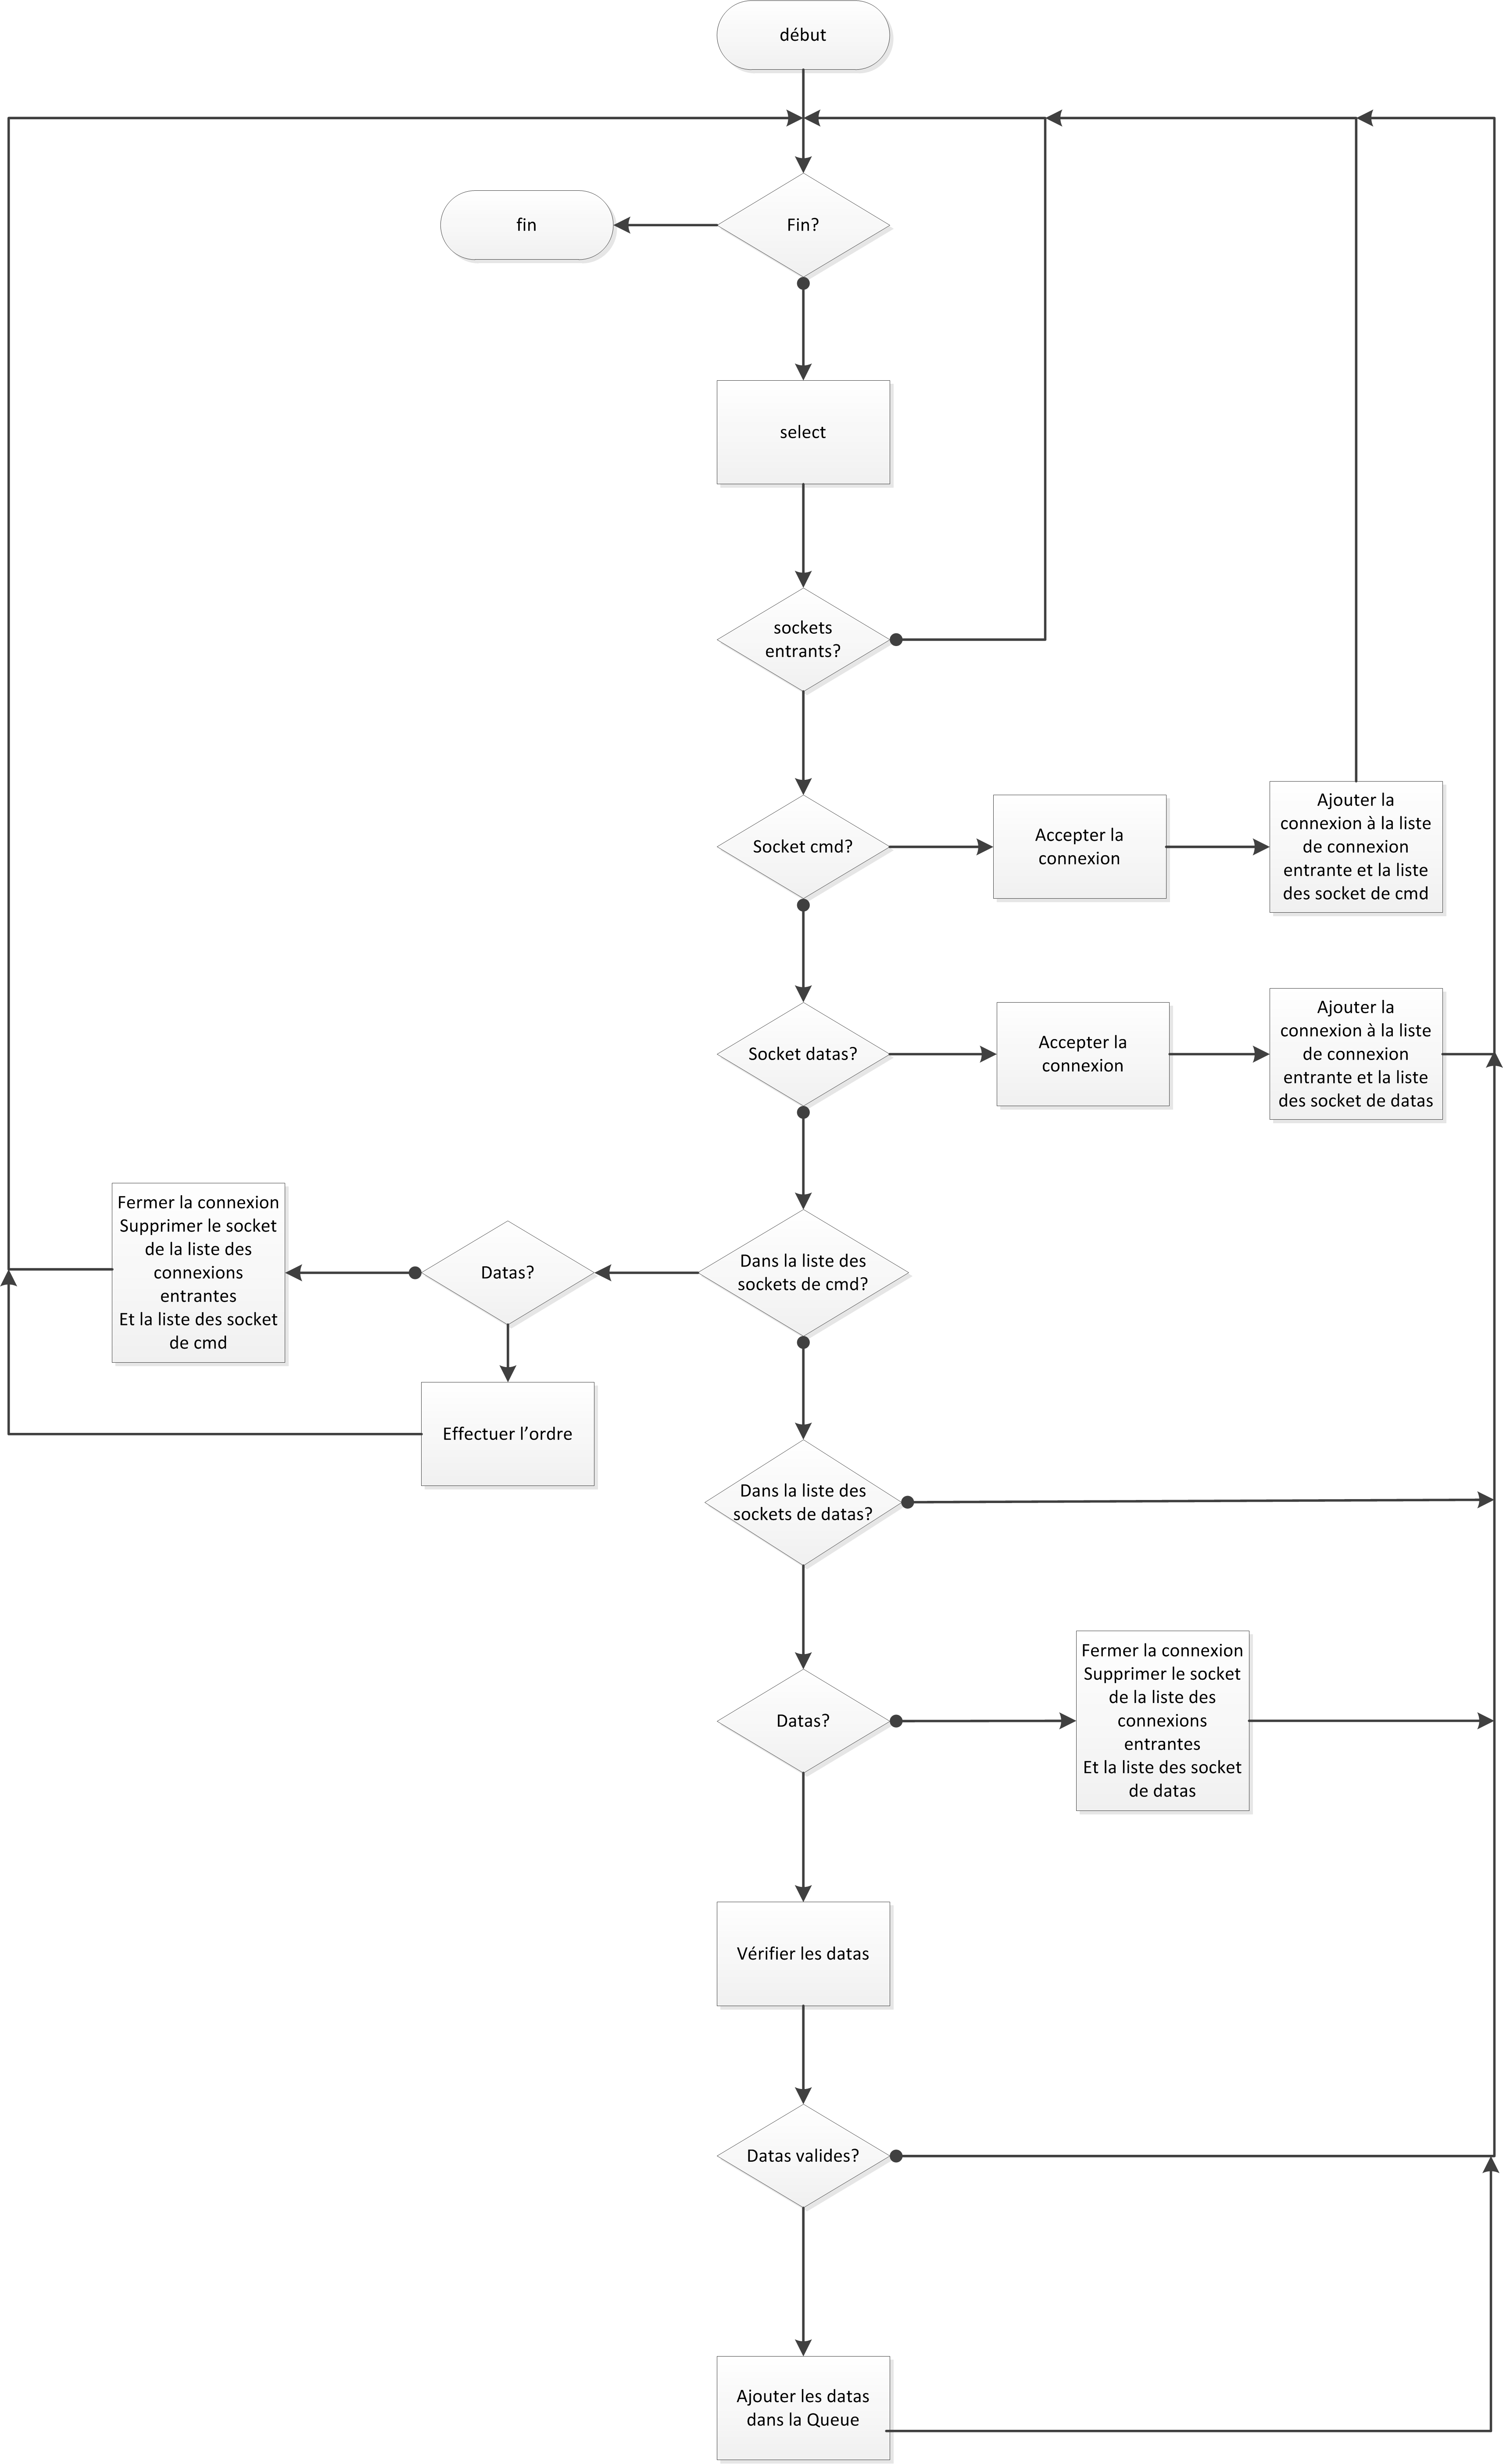 début
Fin?
fin
select
sockets
entrants?
Socket cmd?
Accepter la
connexion
Ajouter la
connexion à la liste
de connexion
entrante et la liste
des socket de cmd
Socket datas?
Accepter la
connexion
Ajouter la
connexion à la liste
de connexion
entrante et la liste
des socket de datas
Dans la liste des
sockets de cmd?
Datas?
Fermer la connexion
Supprimer le socket
de la liste des
connexions
entrantes
Et la liste des socket
de cmd
Effectuer l’ordre
Dans la liste des
sockets de datas?
Datas?
Fermer la connexion
Supprimer le socket
de la liste des
connexions
entrantes
Et la liste des socket
de datas
Vérifier les datas
Datas valides?
Ajouter les datas
dans la Queue